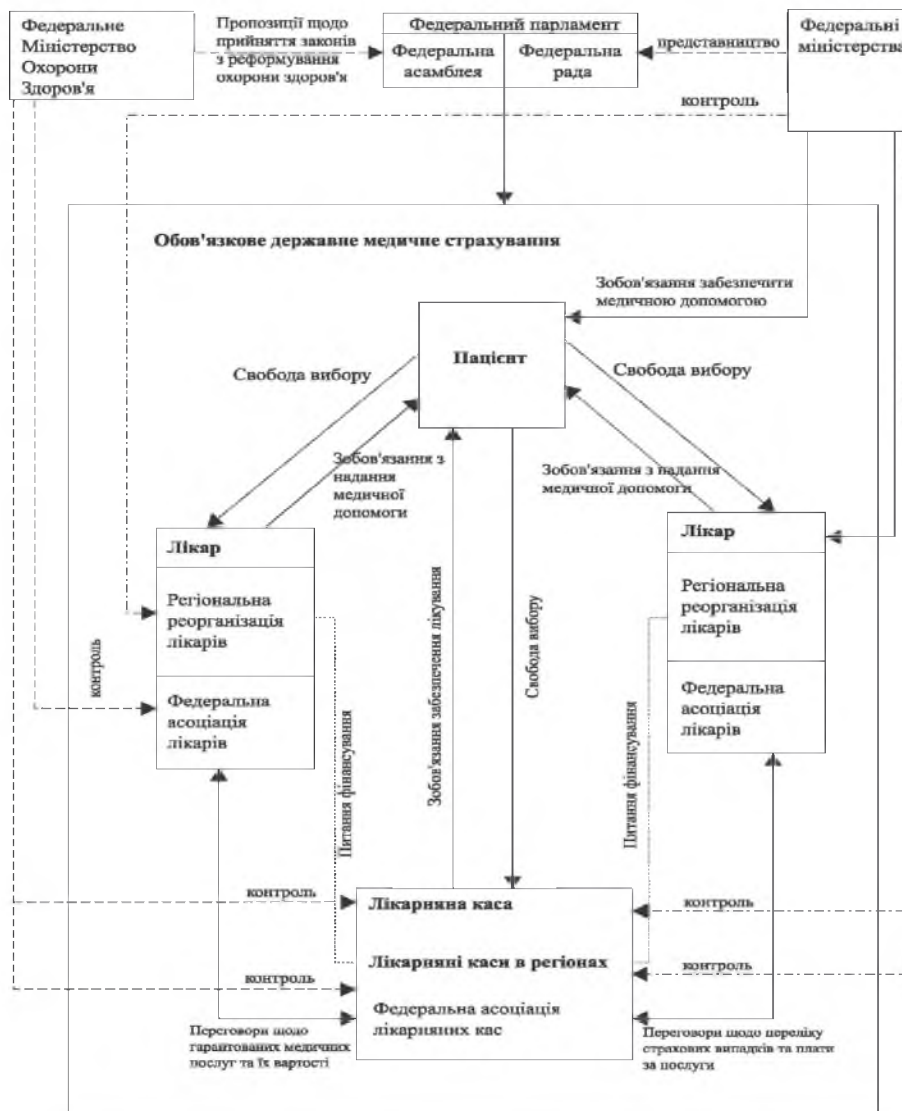 Федеральне
Міністерство
Охорони
Здоров'я
Пропозиції щодо
прийняття законів
з реформування
охорони здоров'я
Федеральний парламент
Федеральна
асамблея
Федеральна
рада
представництво
Федеральні
міністерства
контроль
Обов'язкове державне медичне страхування
Зобов'язання забезпечити
медичною допомогою
Пацієнт
Свобода вибору
Свобода вибору
Зобов'язання з
надання
медичної
допомоги
Зобов'язання з надання
медичної допомоги
Лікар
Регіональна
реорганізація
лікарів
Федеральна
асоціація
лікарів
Лікар
Регіональна
реорганізація
лікарів
Федеральна
асоціація
лікарів
контроль
Питання фінансування
Зобов'язання забезпечення лікування
Свобода вибору
Питання фінансування
контроль
Лікарняна каса
контроль
контроль
Лікарняні каси в регіонах
контроль
Федеральна асоціація
лікарняних кас
Переговори щодо
гарантованих медичних
послуг та їх вартості
Переговори щодо переліку
страхових випадків та плати
за послуги